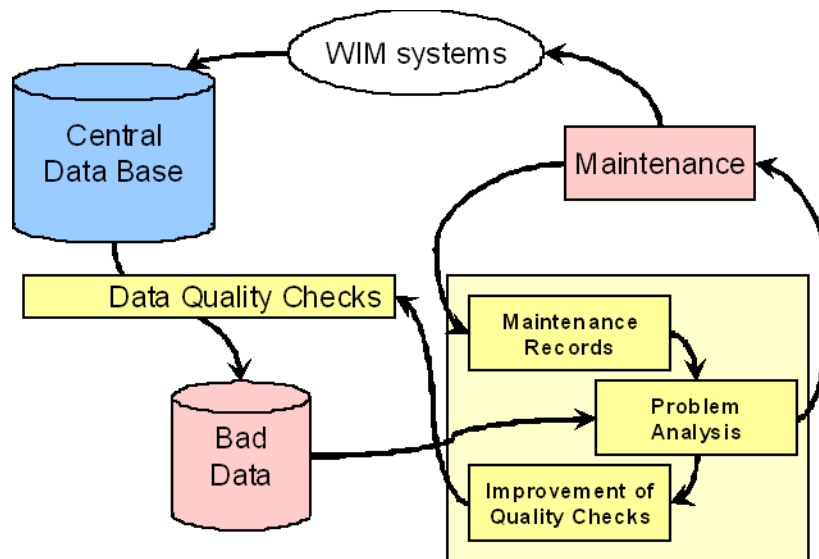 WIM systems
Central
Data Base
Maintenance
Data Quality Checks
Maintenance
Records
Problem
Analysis
Bad
Data
Improvement of
Quality Checks